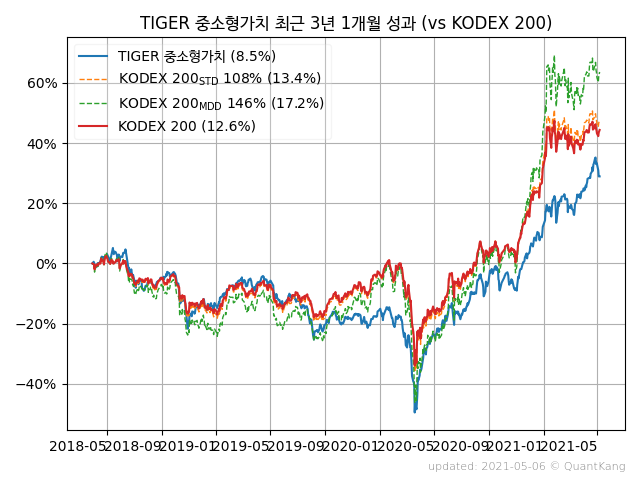 TIGER 중소형가치 최근 3년 1개월 성과 (vs KODEX 200)
TIGER 중소형가치 (8.5%)
KODEX 200STD 108% (13.4%)
KODEX 200MDD 146% (17.2%)
KODEX 200 (12.6%)
60%
40%
20%
0%
−20%
−40%
2018-05 2018-09 2019-01 2019-05 2019-09 2020-01 2020-05 2020-09 2021-01 2021-05
updated: 2021-05-06 © QuantKang